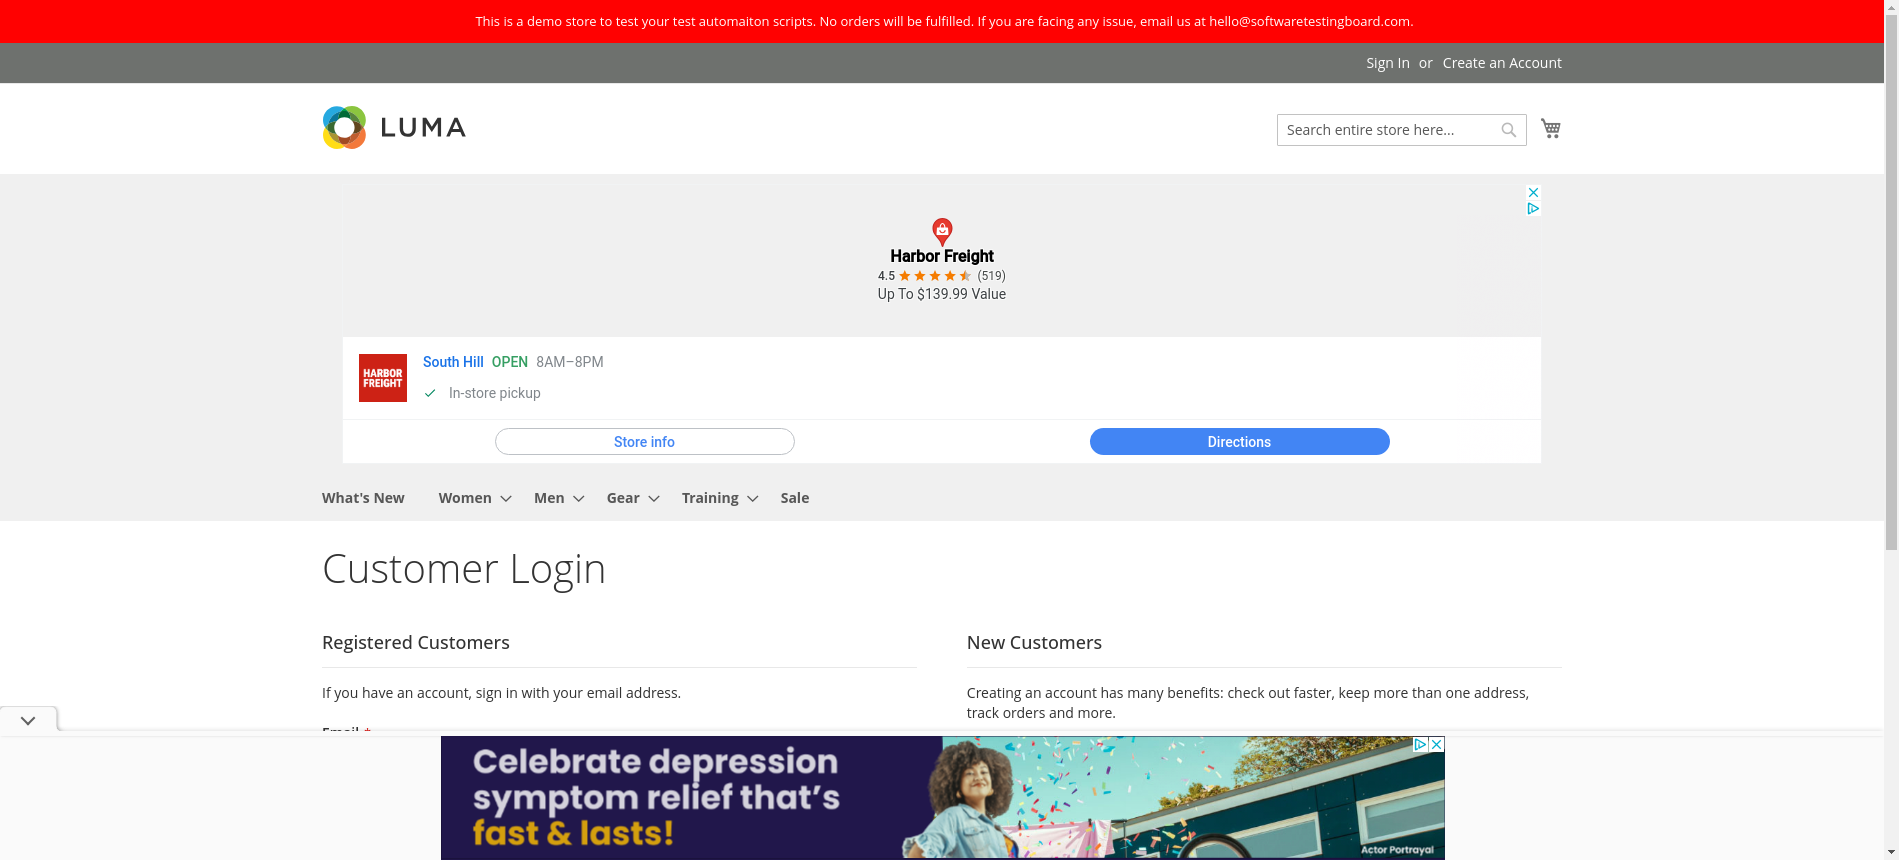 This is a demo store to test your test automaiton scripts. No orders will be fulfilled. If you are facing any issue, email us at hello@softwaretestingboard.com.
Sign In or Create an Account
LUMA
Search entire store here...
Harbor Freight
4.5 (519)
Up To $139.99 Value
HARBOR
FREIGHT
South Hill OPEN 8AM–8PM
In-store pickup
Store info
Directions
What's New Women Men Gear Training Sale
Customer Login
Registered Customers
If you have an account, sign in with your email address.
Email *
New Customers
Creating an account has many benefits: check out faster, keep more than one address,
track orders and more.
Celebrate depression
symptom relief that's
fast & lasts!
Actor Portrayal